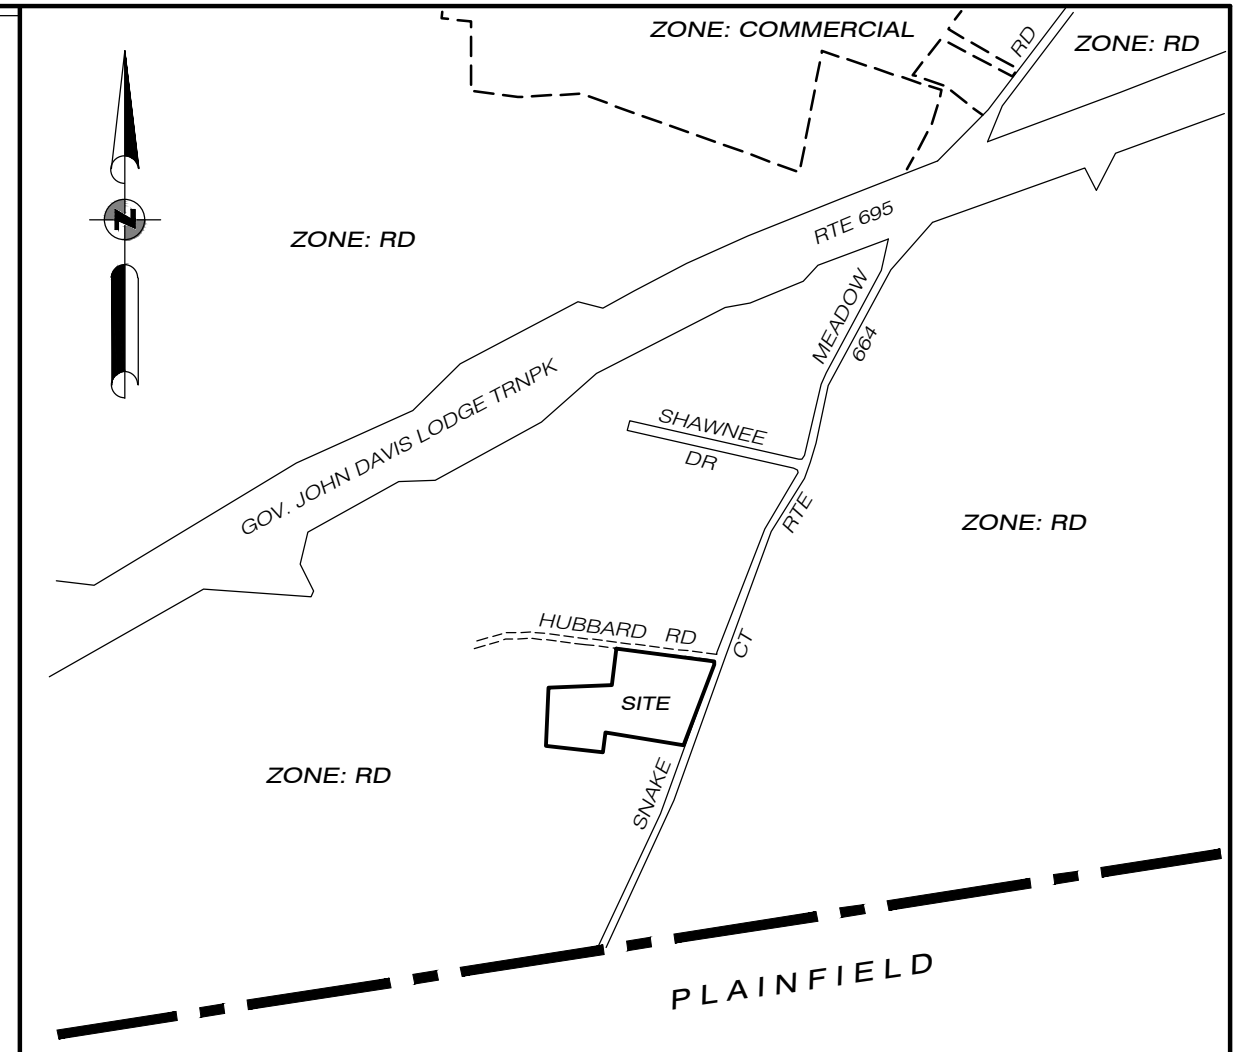 ZONE: COMMERCIAL
RD
ZONE: RD
N
ZONE: RD
RTE 695
MEADOW
664
GOV. JOHN DAVIS LODGE TRNPK
SHAWNEE
DR
RTE
ZONE: RD
HUBBARD RD
CT
SITE
ZONE: RD
SNAKE
PLAINFIELD